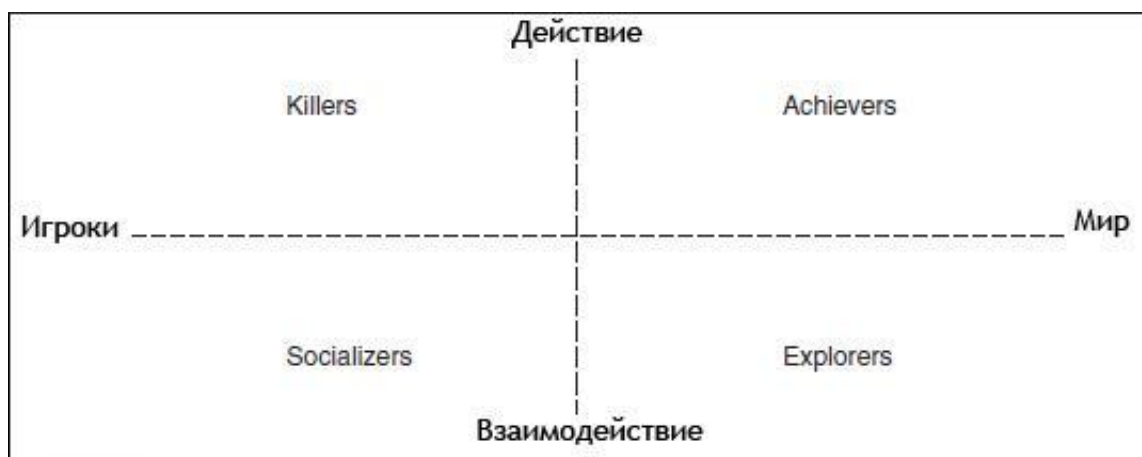 Действие
Killers Achievers
Игроки Мир
Socializers Explorers
Взаимодействие